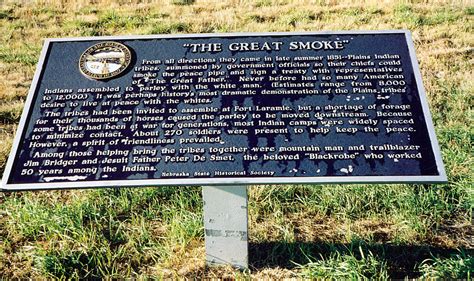 "THE GREAT SMOKE"
From all directions they came in late summer 1851--Plains Indian
tribes, summoned by government officials so their chiefs could
smoke the peace pipe and sign a treaty with representatives
of "The Great Father." Never before had so many American
Indians assembled to parley with the white man. (Estimates range from 8,000
to 12,000.) It was perhaps history's most dramatic demonstration of the Plains tribes'
desire to live at peace with the whites.
The tribes had been invited to assemble at Fort Laramie, but a shortage of forage
for their thousands of horses caused the parley to be moved downstream. Because
some tribes had been at war for generations, most Indian camps were widely spaced
to minimize contact. About 270 soldiers were present to help keep the peace.
However, a spirit of friendliness prevailed.
Among those helping bring the tribes together were mountain man and trailblazer
Jim Bridger and Jesuit Father Peter De Smet, the beloved "Blackrobe" who worked
50 years among the Indians.
Nebraska State Historical Society